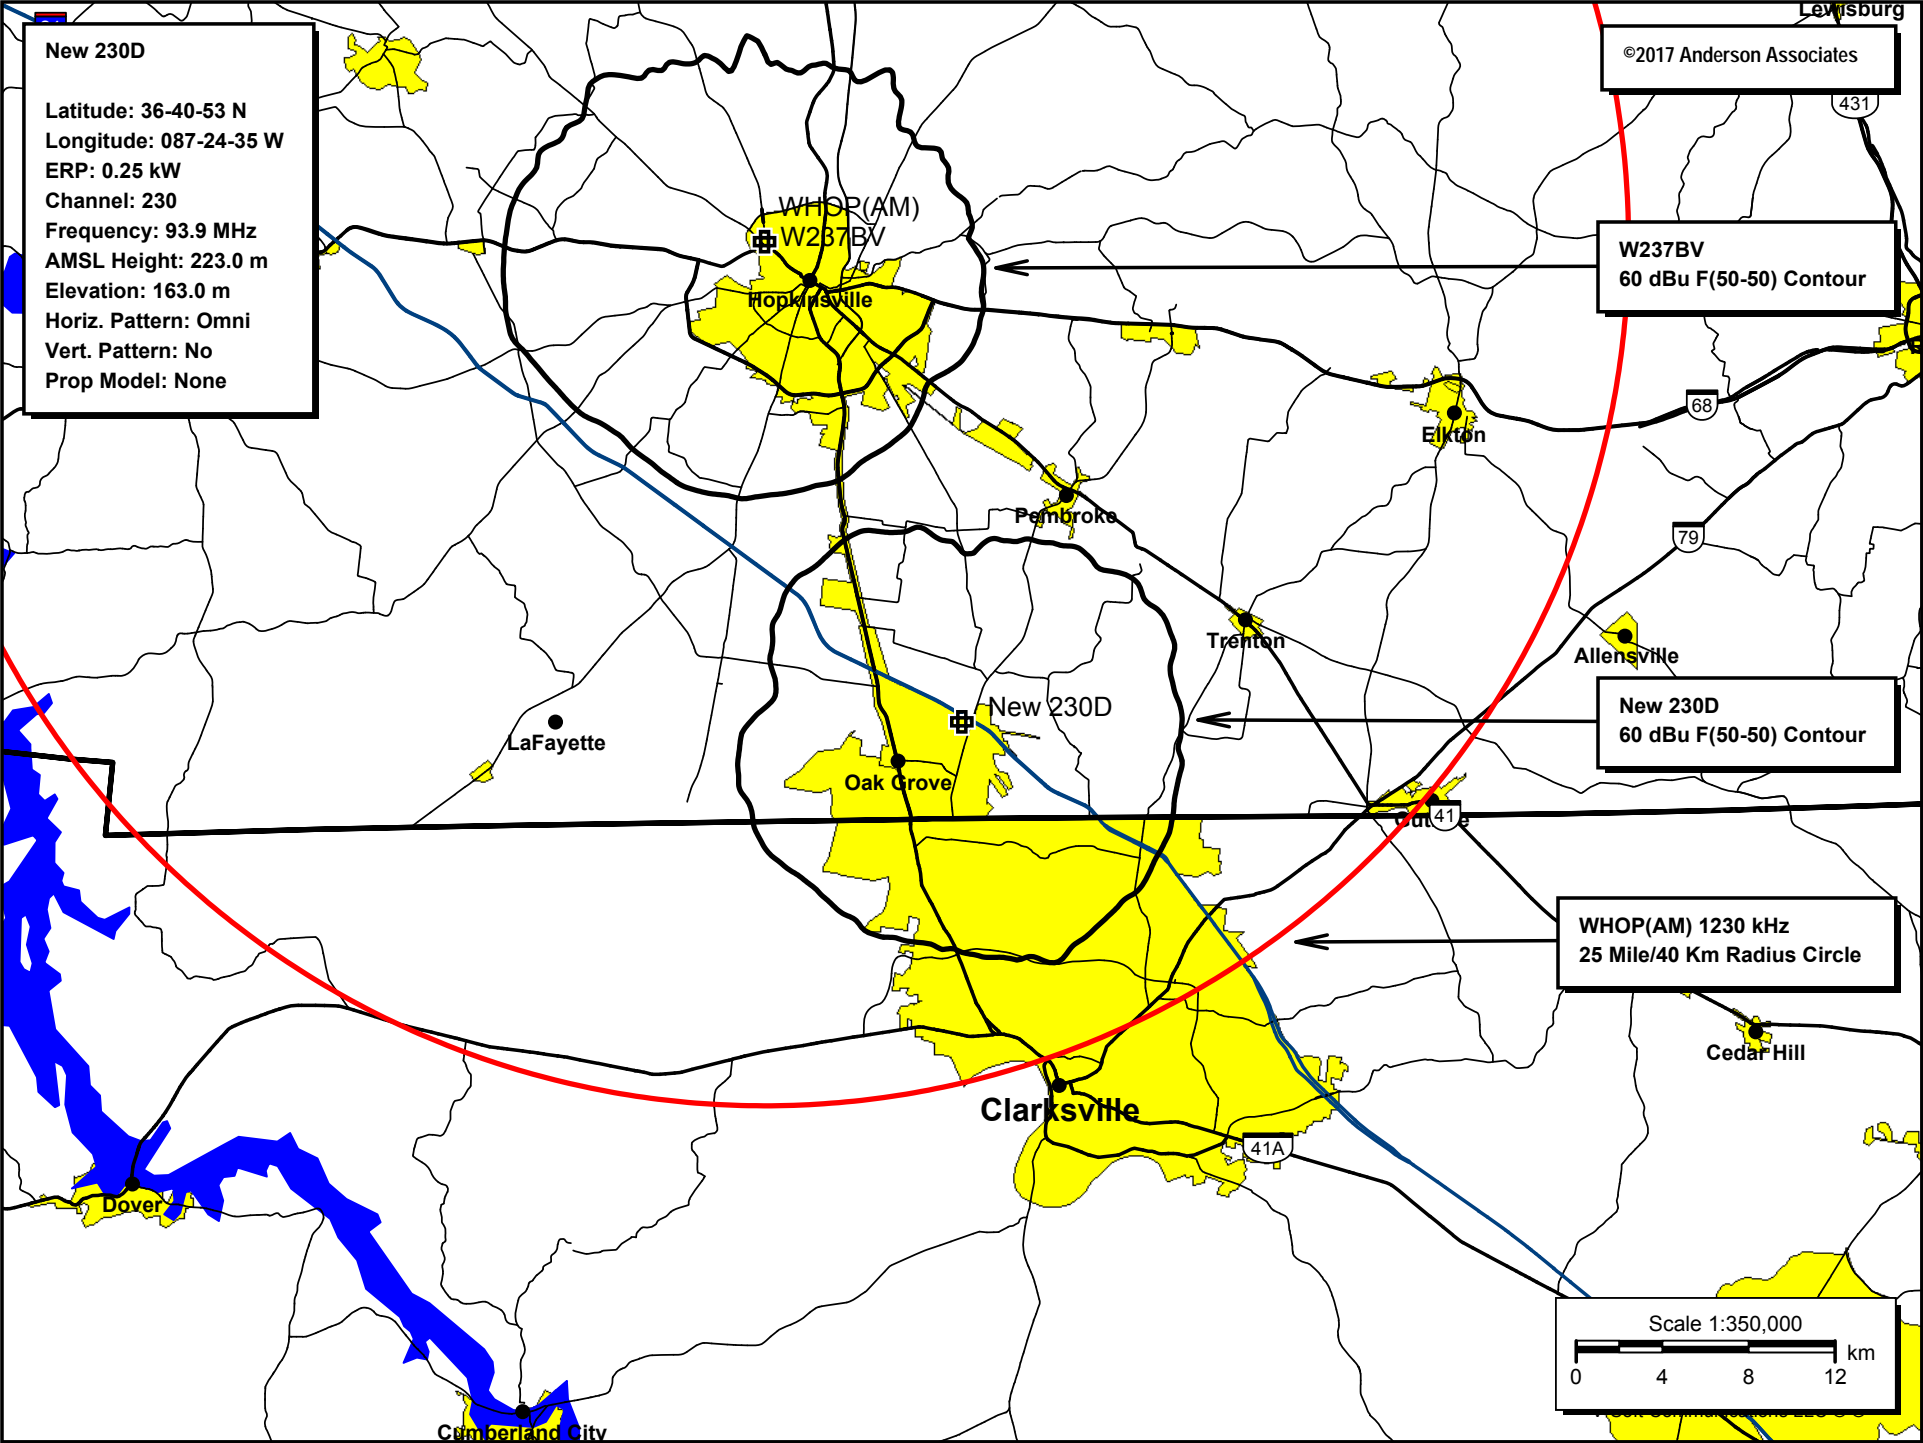 Lewisburg
New 230D
Latitude: 36-40-53 N
Longitude: 087-24-35 W
ERP: 0.25 kW
Channel: 230
Frequency: 93.9 MHz
AMSL Height: 223.0 m
Elevation: 163.0 m
Horiz. Pattern: Omni
Vert. Pattern: No
Prop Model: None
©2017 Anderson Associates
431
WHOP(AM)
W237BV
Hopkinsville
W237BV
60 dBu F(50-50) Contour
68
Elkton
Pembroke
79
Trenton
Allensville
New 230D
60 dBu F(50-50) Contour
New 230D
LaFayette
Oak Grove
41
WHOP(AM) 1230 kHz
25 Mile/40 Km Radius Circle
Cedar Hill
Clarksville
41A
Dover
Scale 1:350,000
km
0 4 8 12
Cumberland City